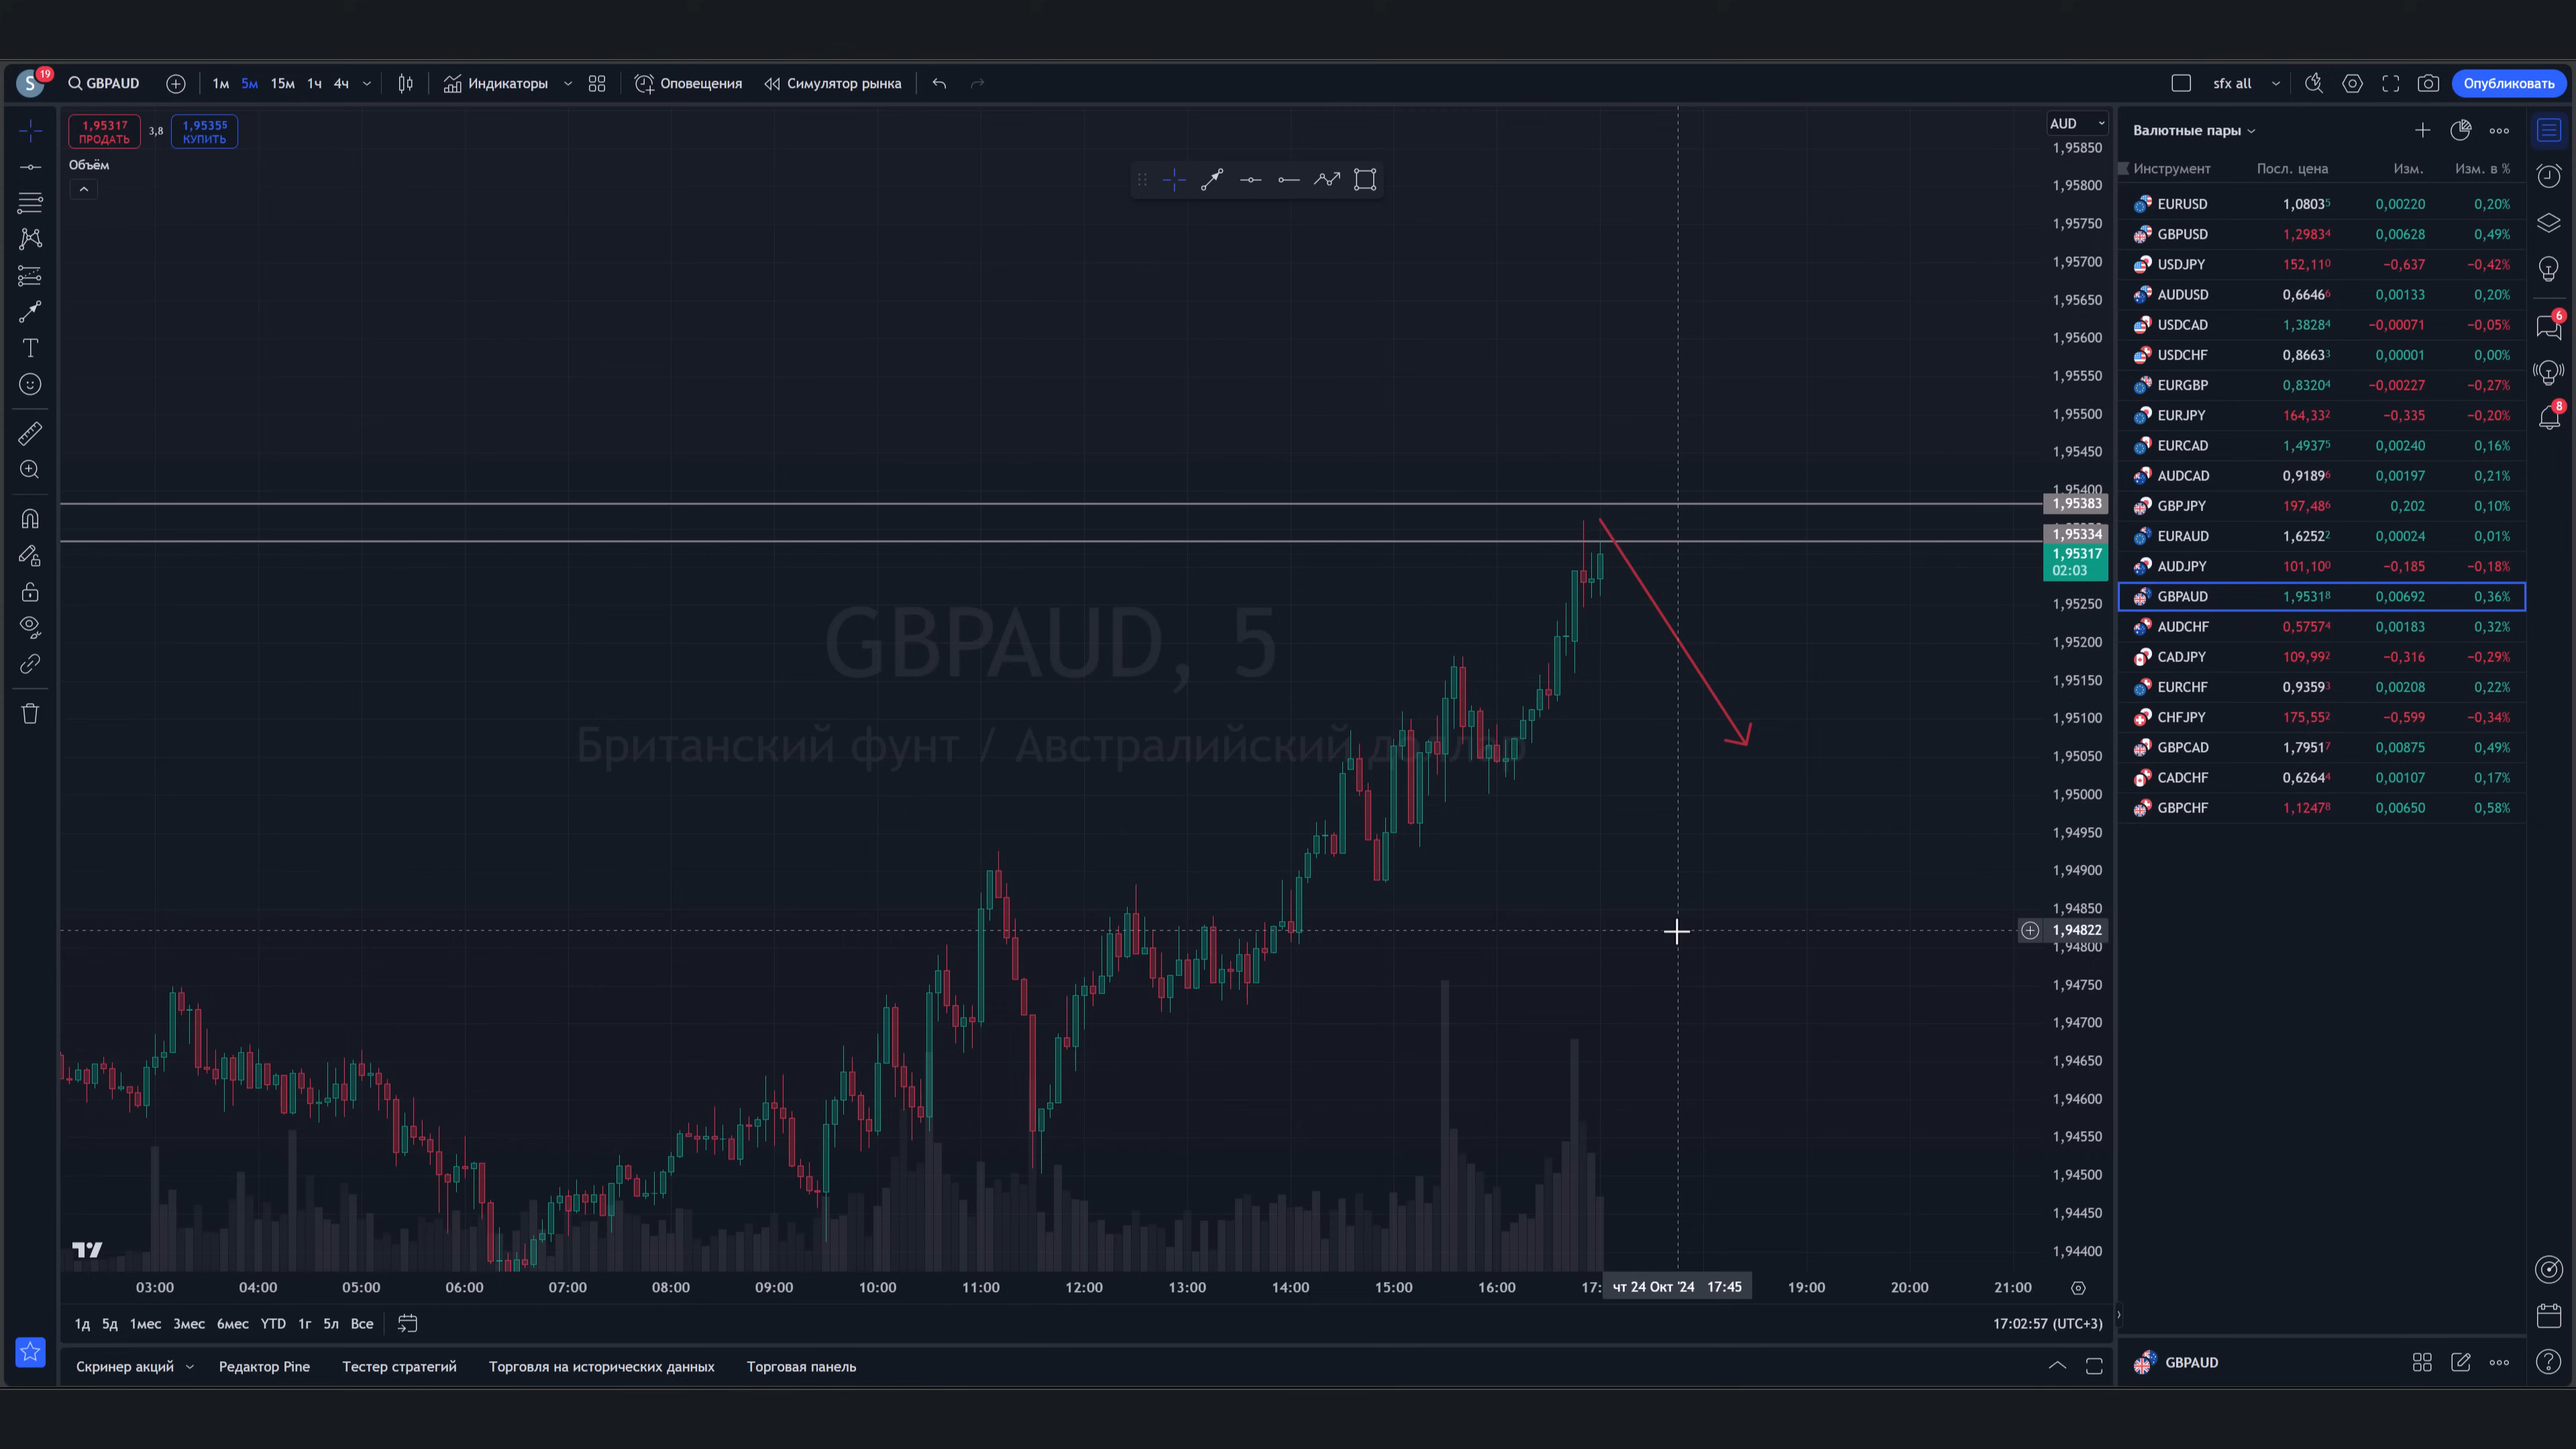 S 19 GBPAUD 1м 5м 15м 1ч 4ч Индикаторы Оповещения Симулятор рынка sfx all Опубликовать
1,95317 ПРОДАТЬ 3,8 1,95355 КУПИТЬ
Объём
AUD
1,95850
1,95800
1,95750
1,95700
1,95650
1,95600
1,95550
1,95500
1,95450
1,95400
1,95383
1,95334
1,95317
02:03
1,95250
1,95200
1,95150
1,95100
1,95050
1,95000
1,94950
1,94900
1,94850
1,94822
1,94800
1,94750
1,94700
1,94650
1,94600
1,94550
1,94500
1,94450
1,94400
GBPAUD, 5
Британский фунт / Австралийский доллар
03:00 04:00 05:00 06:00 07:00 08:00 09:00 10:00 11:00 12:00 13:00 14:00 15:00 16:00 17: чт 24 Окт '24 17:45 19:00 20:00 21:00
1д 5д 1мес 3мес 6мес YTD 1г 5л Все 17:02:57 (UTC+3)
Скринер акций Редактор Pine Тестер стратегий Торговля на исторических данных Торговая панель
Валютные пары
Инструмент Посл. цена Изм. Изм. в %
EURUSD 1,08035 0,00220 0,20%
GBPUSD 1,29834 0,00628 0,49%
USDJPY 152,110 −0,637 −0,42%
AUDUSD 0,66466 0,00133 0,20%
USDCAD 1,38284 −0,00071 −0,05%
USDCHF 0,86633 0,00001 0,00%
EURGBP 0,83204 −0,00227 −0,27%
EURJPY 164,332 −0,335 −0,20%
EURCAD 1,49375 0,00240 0,16%
AUDCAD 0,91896 0,00197 0,21%
GBPJPY 197,486 0,202 0,10%
EURAUD 1,62522 0,00024 0,01%
AUDJPY 101,100 −0,185 −0,18%
GBPAUD 1,95318 0,00692 0,36%
AUDCHF 0,57574 0,00183 0,32%
CADJPY 109,992 −0,316 −0,29%
EURCHF 0,93593 0,00208 0,22%
CHFJPY 175,552 −0,599 −0,34%
GBPCAD 1,79517 0,00875 0,49%
CADCHF 0,62644 0,00107 0,17%
GBPCHF 1,12478 0,00650 0,58%
GBPAUD
6
8